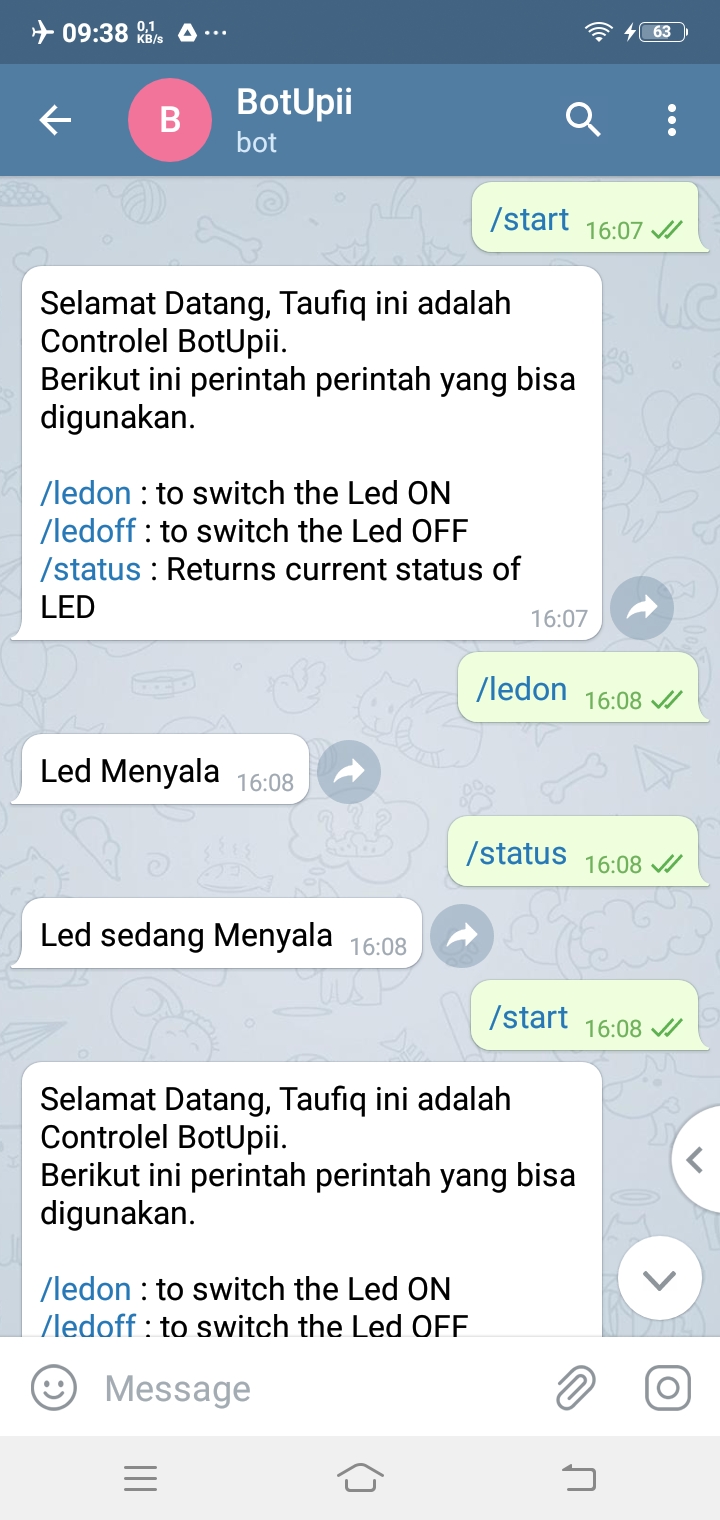 09:38 0,1 KB/s 63
B BotUpii
bot
/start 16:07
Selamat Datang, Taufiq ini adalah
Controlel BotUpii.
Berikut ini perintah perintah yang bisa
digunakan.
/ledon : to switch the Led ON
/ledoff : to switch the Led OFF
/status : Returns current status of
LED 16:07
/ledon 16:08
Led Menyala 16:08
/status 16:08
Led sedang Menyala 16:08
/start 16:08
Selamat Datang, Taufiq ini adalah
Controlel BotUpii.
Berikut ini perintah perintah yang bisa
digunakan.
/ledon : to switch the Led ON
/ledoff : to switch the Led OFF
Message